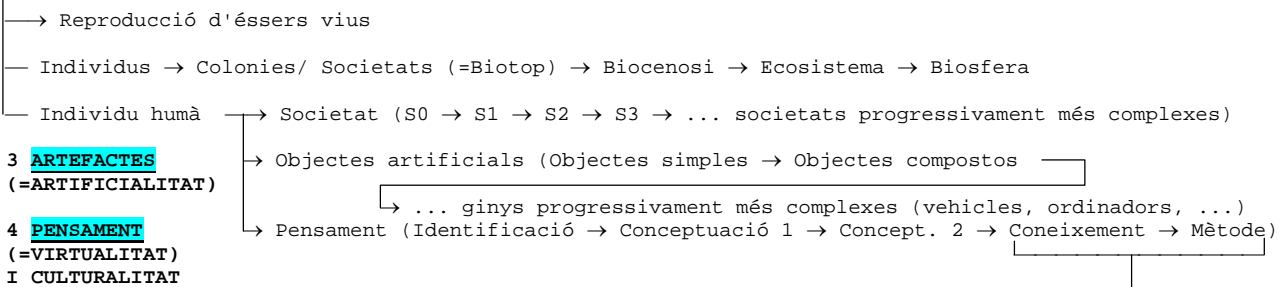 → Reproducció d'éssers vius
Individus → Colonies/ Societats (=Biotop) → Biocenosi → Ecosistema → Biosfera
Individu humà → Societat (S0 → S1 → S2 → S3 → ... societats progressivament més complexes)
3 ARTEFACTES → Objectes artificials (Objectes simples → Objectes compostos
(=ARTIFICIALITAT)
→ ... ginys progressivament més complexes (vehicles, ordinadors, ...)
4 PENSAMENT → Pensament (Identificació → Conceptuació 1 → Concept. 2 → Coneixement → Mètode)
(=VIRTUALITAT)
I CULTURALITAT